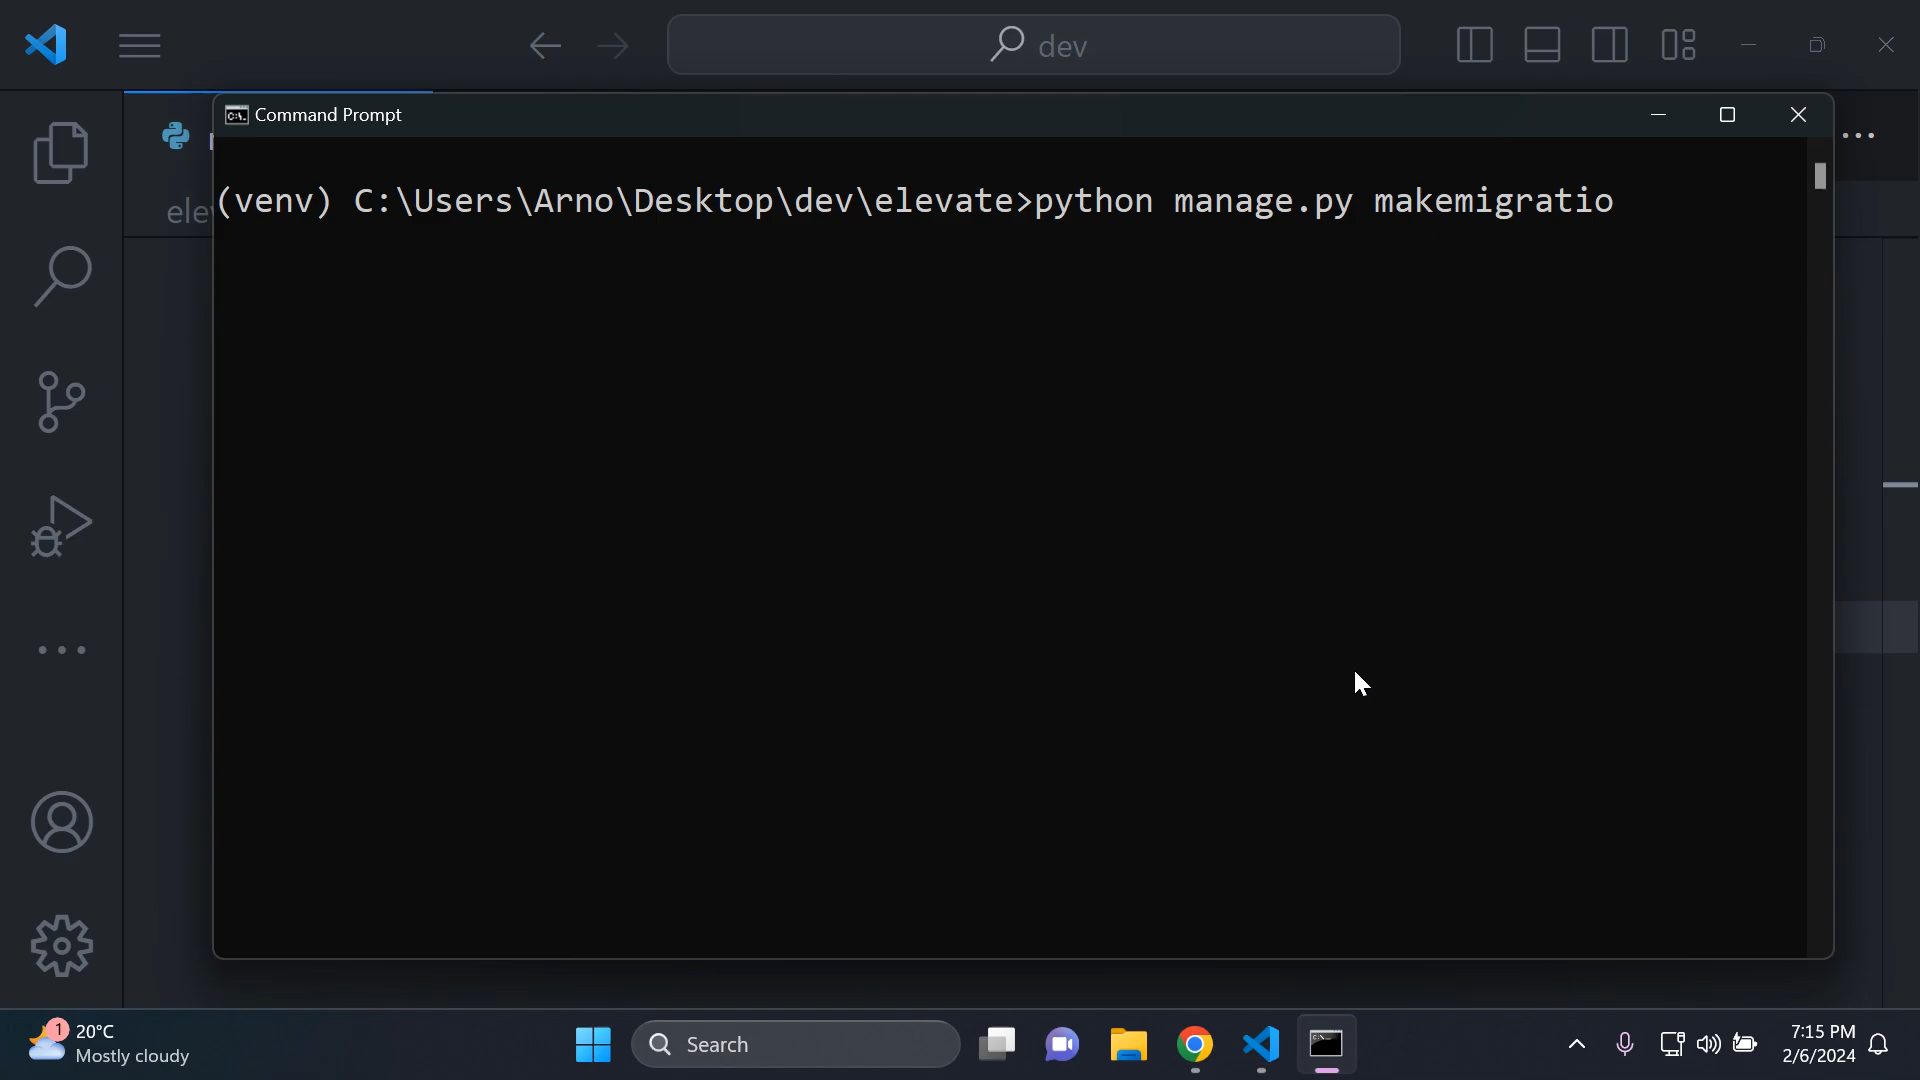 dev
Command Prompt
ele
(venv) C:\Users\Arno\Desktop\dev\elevate>python manage.py makemigratio
1
20°C
Mostly cloudy
Search
7:15 PM
2/6/2024